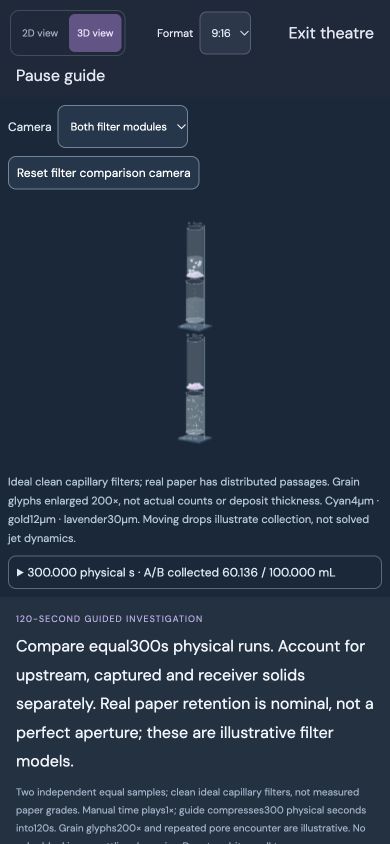 2D view 3D view Format 9:16 Exit theatre
Pause guide
Camera Both filter modules
Reset filter comparison camera
Ideal clean capillary filters; real paper has distributed passages. Grain
glyphs enlarged 200×, not actual counts or deposit thickness. Cyan4µm ·
gold12µm · lavender30µm. Moving drops illustrate collection, not solved
jet dynamics.
▶ 300.000 physical s · A/B collected 60.136 / 100.000 mL
120-SECOND GUIDED INVESTIGATION
Compare equal300s physical runs. Account for
upstream, captured and receiver solids
separately. Real paper retention is nominal, not a
perfect aperture; these are illustrative filter
models.
Two independent equal samples; clean ideal capillary filters, not measured
paper grades. Manual time plays1×; guide compresses300 physical seconds
into120s. Grain glyphs200× and repeated pore encounter are illustrative. No